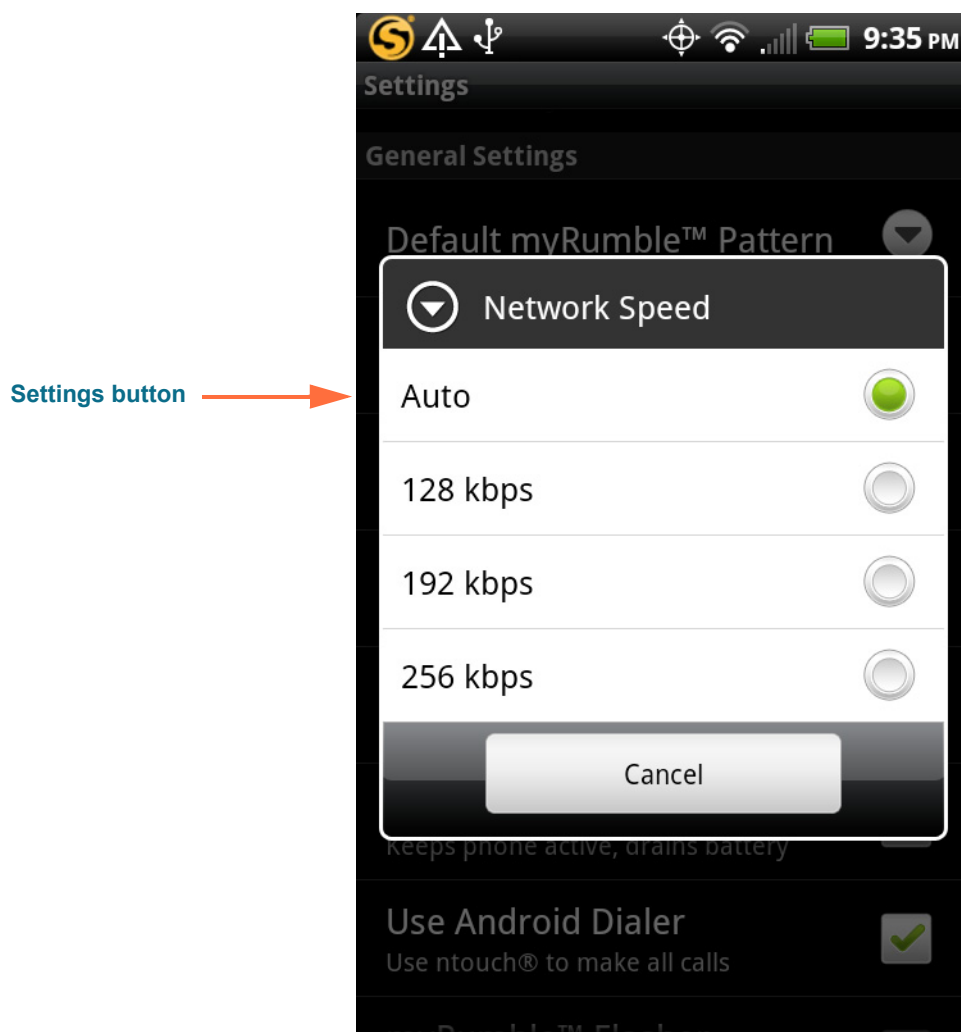 S
9:35 PM
Settings
General Settings
Default myRumble™ Pattern
Network Speed
Settings button
Auto
128 kbps
192 kbps
256 kbps
Cancel
Keeps phone active, drains battery
Use Android Dialer
Use ntouch® to make all calls